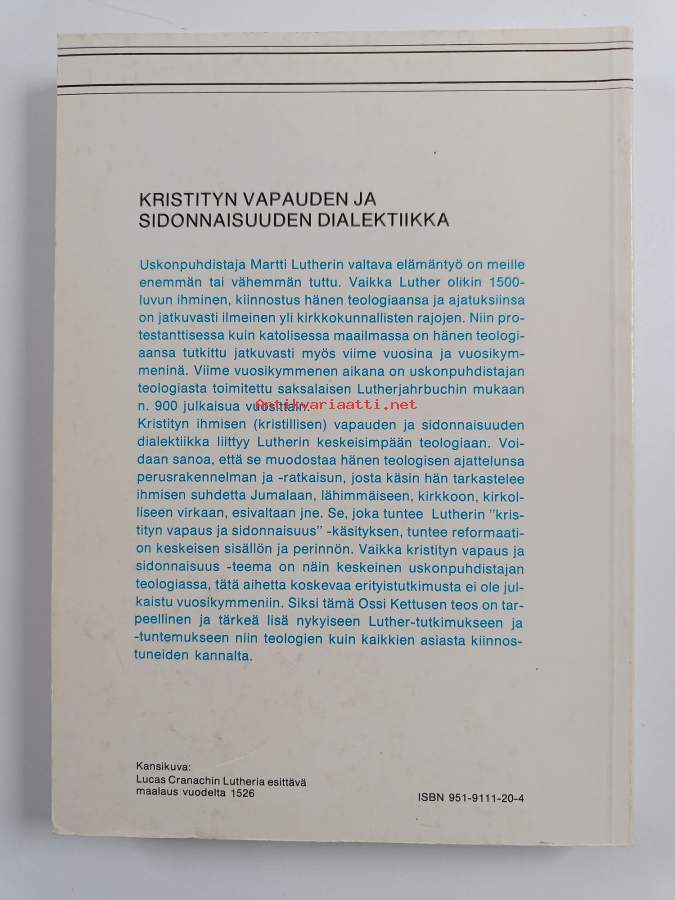 KRISTITYN VAPAUDEN JA
SIDONNAISUUDEN DIALEKTIIKKA
Uskonpuhdistaja Martti Lutherin valtava elämäntyö on meille
enemmän tai vähemmän tuttu. Vaikka Luther olikin 1500-
luvun ihminen, kiinnostus hänen teologiaansa ja ajatuksiinsa
on jatkuvasti ilmeinen yli kirkkokunnallisten rajojen. Niin pro-
testanttisessa kuin katolisessa maailmassa on hänen teologi-
aansa tutkittu jatkuvasti myös viime vuosina ja vuosikym-
meninä. Viime vuosikymmenen aikana on uskonpuhdistajan
teologiasta toimitettu saksalaisen Lutherjahrbuchin mukaan
n. 900 julkaisua vuosittain.
Antikvariaatti.net
Kristityn ihmisen (kristillisen) vapauden ja sidonnaisuuden
dialektiikka liittyy Lutherin keskeisimpään teologiaan. Voi-
daan sanoa, että se muodostaa hänen teologisen ajattelunsa
perusrakennelman ja -ratkaisun, josta käsin hän tarkastelee
ihmisen suhdetta Jumalaan, lähimmäiseen, kirkkoon, kirkol-
liseen virkaan, esivaltaan jne. Se, joka tuntee Lutherin "kris-
tityn vapaus ja sidonnaisuus" -käsityksen, tuntee reformaati-
on keskeisen sisällön ja perinnön. Vaikka kristityn vapaus ja
sidonnaisuus -teema on näin keskeinen uskonpuhdistajan
teologiassa, tätä aihetta koskevaa erityistutkimusta ei ole jul-
kaistu vuosikymmeniin. Siksi tämä Ossi Kettusen teos on tar-
peellinen ja tärkeä lisä nykyiseen Luther-tutkimukseen ja
-tuntemukseen niin teologien kuin kaikkien asiasta kiinnos-
tuneiden kannalta.
Kansikuva:
Lucas Cranachin Lutheria esittävä
maalaus vuodelta 1526
ISBN 951-9111-20-4